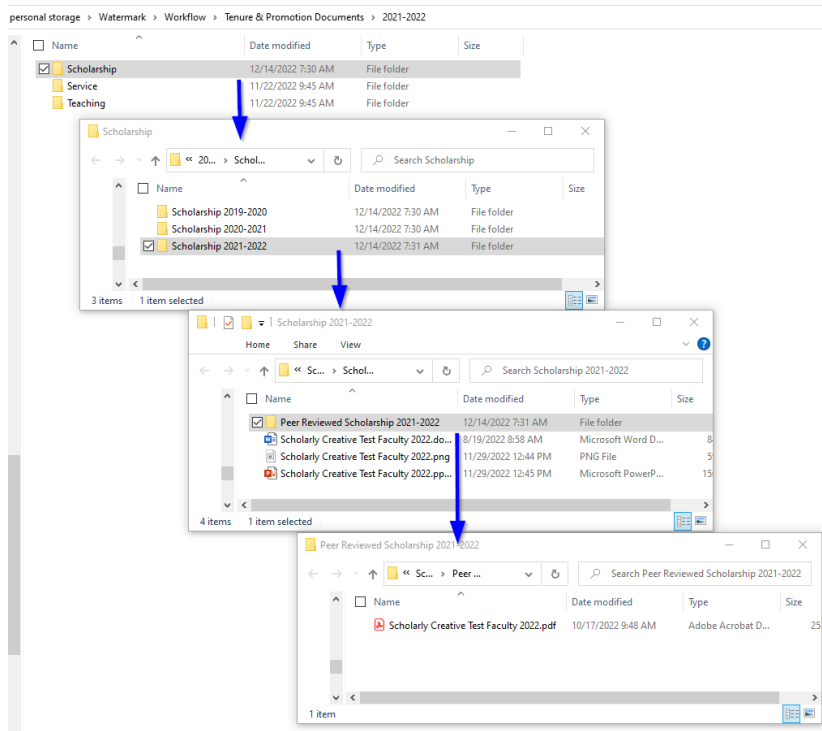 personal storage > Watermark > Workflow > Tenure & Promotion Documents > 2021-2022
Name Date modified Type Size
Scholarship 12/14/2022 7:30 AM File folder
Service 11/22/2022 9:45 AM File folder
Teaching 11/22/2022 9:45 AM File folder
Scholarship
« 20... > Schol... Search Scholarship
Name Date modified Type Size
Scholarship 2019-2020 12/14/2022 7:30 AM File folder
Scholarship 2020-2021 12/14/2022 7:30 AM File folder
Scholarship 2021-2022 12/14/2022 7:31 AM File folder
3 items 1 item selected
Scholarship 2021-2022
Home Share View
« Sc... > Schol... Search Scholarship 2021-2022
Name Date modified Type Size
Peer Reviewed Scholarship 2021-2022 12/14/2022 7:31 AM File folder
Scholarly Creative Test Faculty 2022.do... 8/19/2022 8:58 AM Microsoft Word D... 8
Scholarly Creative Test Faculty 2022.png 11/29/2022 12:44 PM PNG File 5
Scholarly Creative Test Faculty 2022.pp... 11/29/2022 12:45 PM Microsoft PowerP... 15
4 items 1 item selected
Peer Reviewed Scholarship 2021-2022
« Sc... > Peer ... Search Peer Reviewed Scholarship 2021-2022
Name Date modified Type Size
Scholarly Creative Test Faculty 2022.pdf 10/17/2022 9:48 AM Adobe Acrobat D... 25
1 item